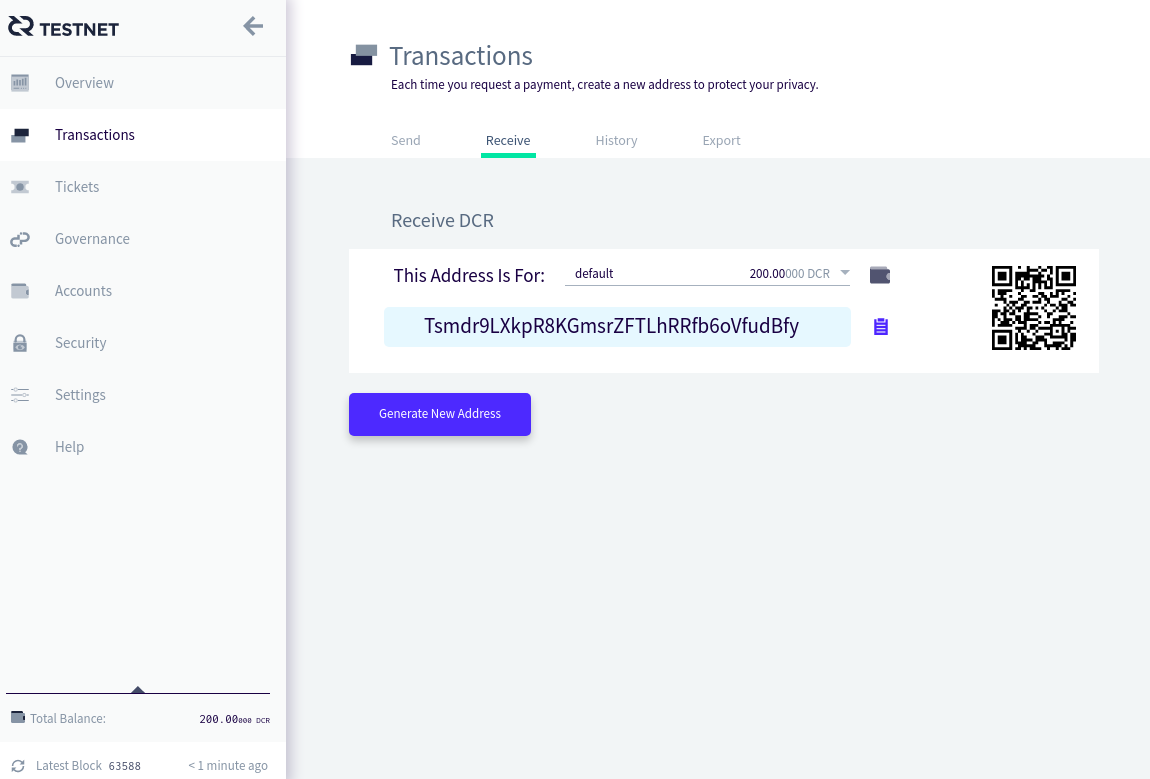 TESTNET
Overview
Transactions
Tickets
Governance
Accounts
Security
Settings
Help
Total Balance: 200.00000 DCR
Latest Block 63588 < 1 minute ago
Transactions
Each time you request a payment, create a new address to protect your privacy.
Send Receive History Export
Receive DCR
This Address Is For: default 200.00000 DCR
Tsmdr9LXkpR8KGmsrZFTLhRRfb6oVfudBfy
Generate New Address